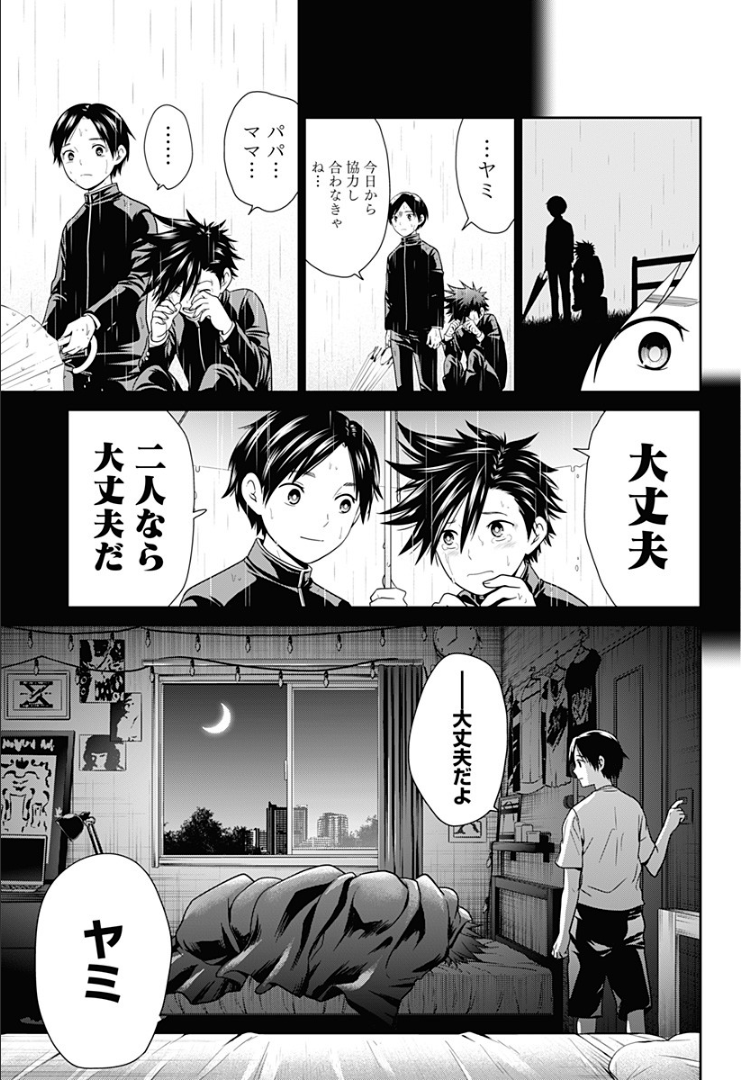 …ヤミ
今日から
協力し
合わなきゃ
ね…
パパ…
ママ…
……
大丈夫
二人なら
大丈夫だ
――大丈夫だよ
ヤミ